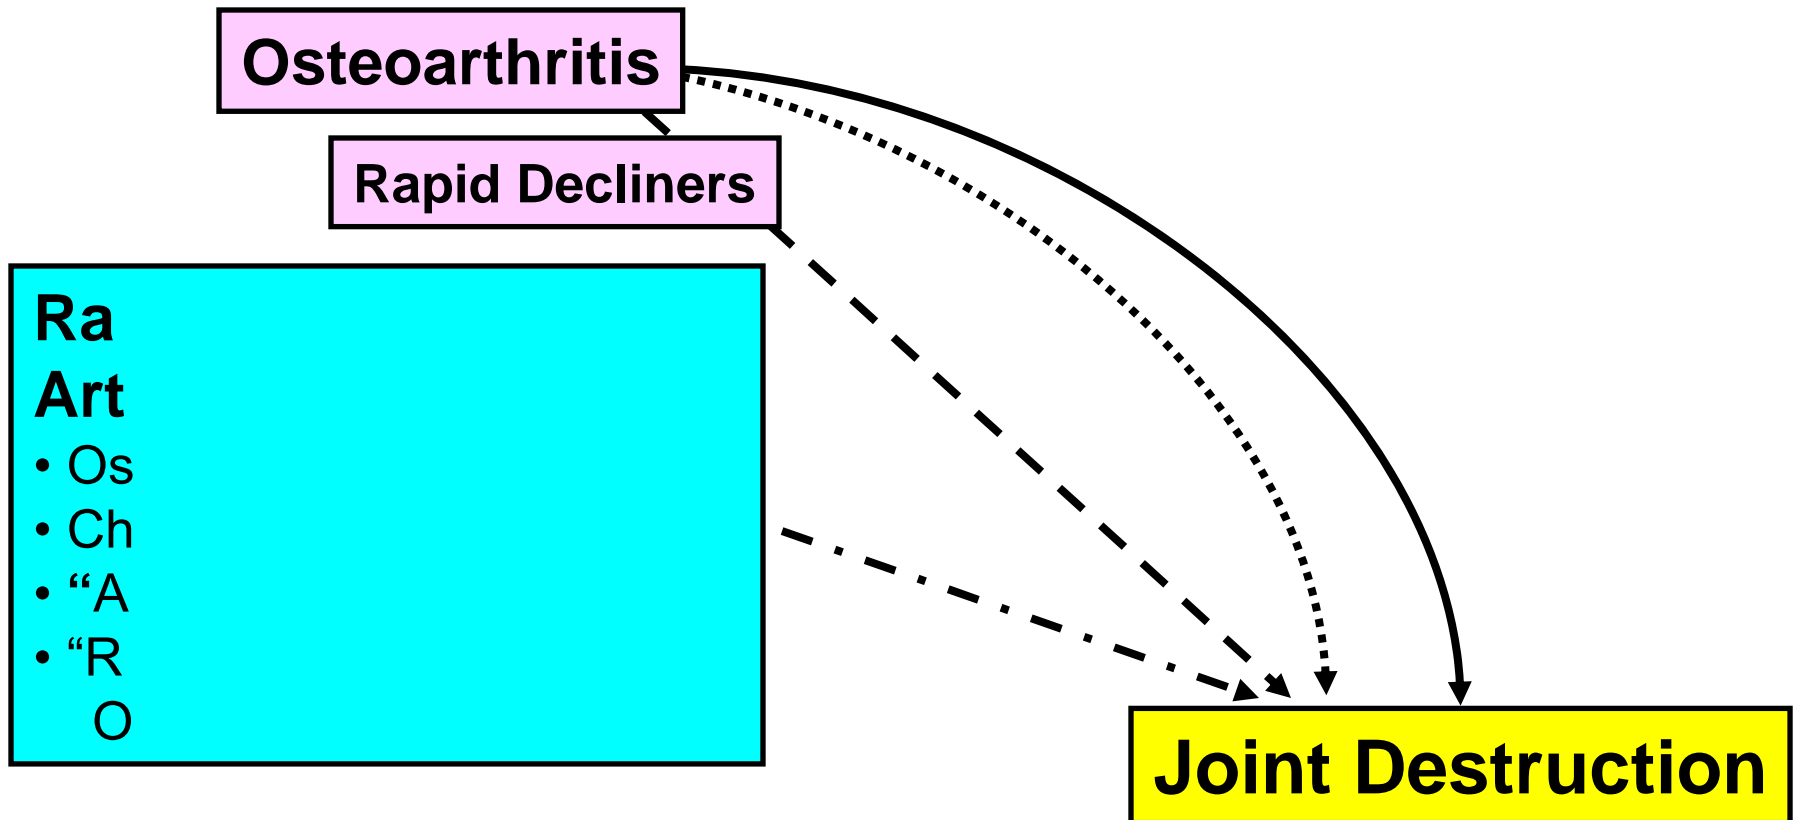 Osteoarthritis
Rapid Decliners
Ra
Art
• Os
• Ch
• “A
• “R
O
Joint Destruction